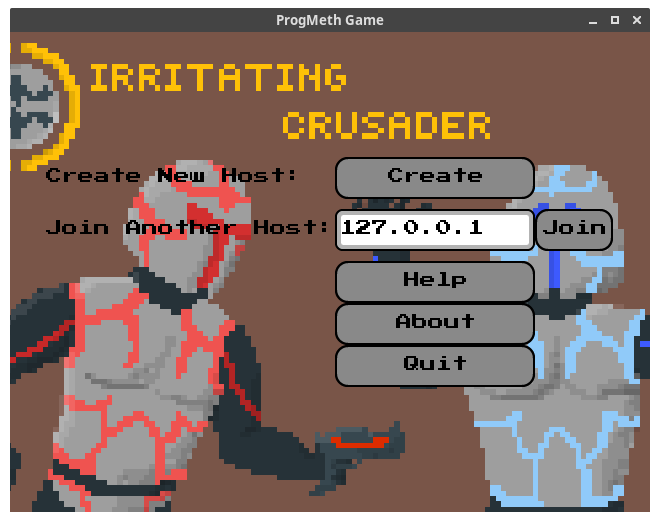 ProgMeth Game
IRRITATING
CRUSADER
Create New Host: Create
Join Another Host: 127.0.0.1 Join
Help
About
Quit